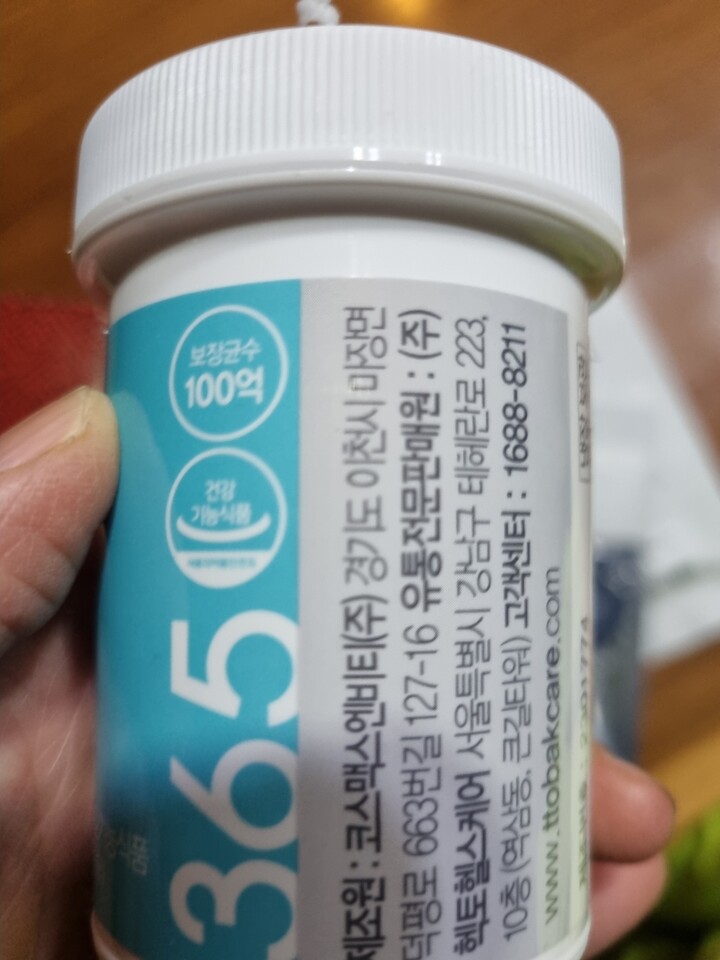 보장균수
100억
건강
기능식품
365
제조원 : 코스맥스엔비티(주) 경기도 이천시 마장면
덕평로 663번길 127-16 유통전문판매원 : (주)
헥토헬스케어 서울특별시 강남구 테헤란로 223,
10층 (역삼동, 큰길타워) 고객센터 : 1688-8211
www.ttobakcare.com